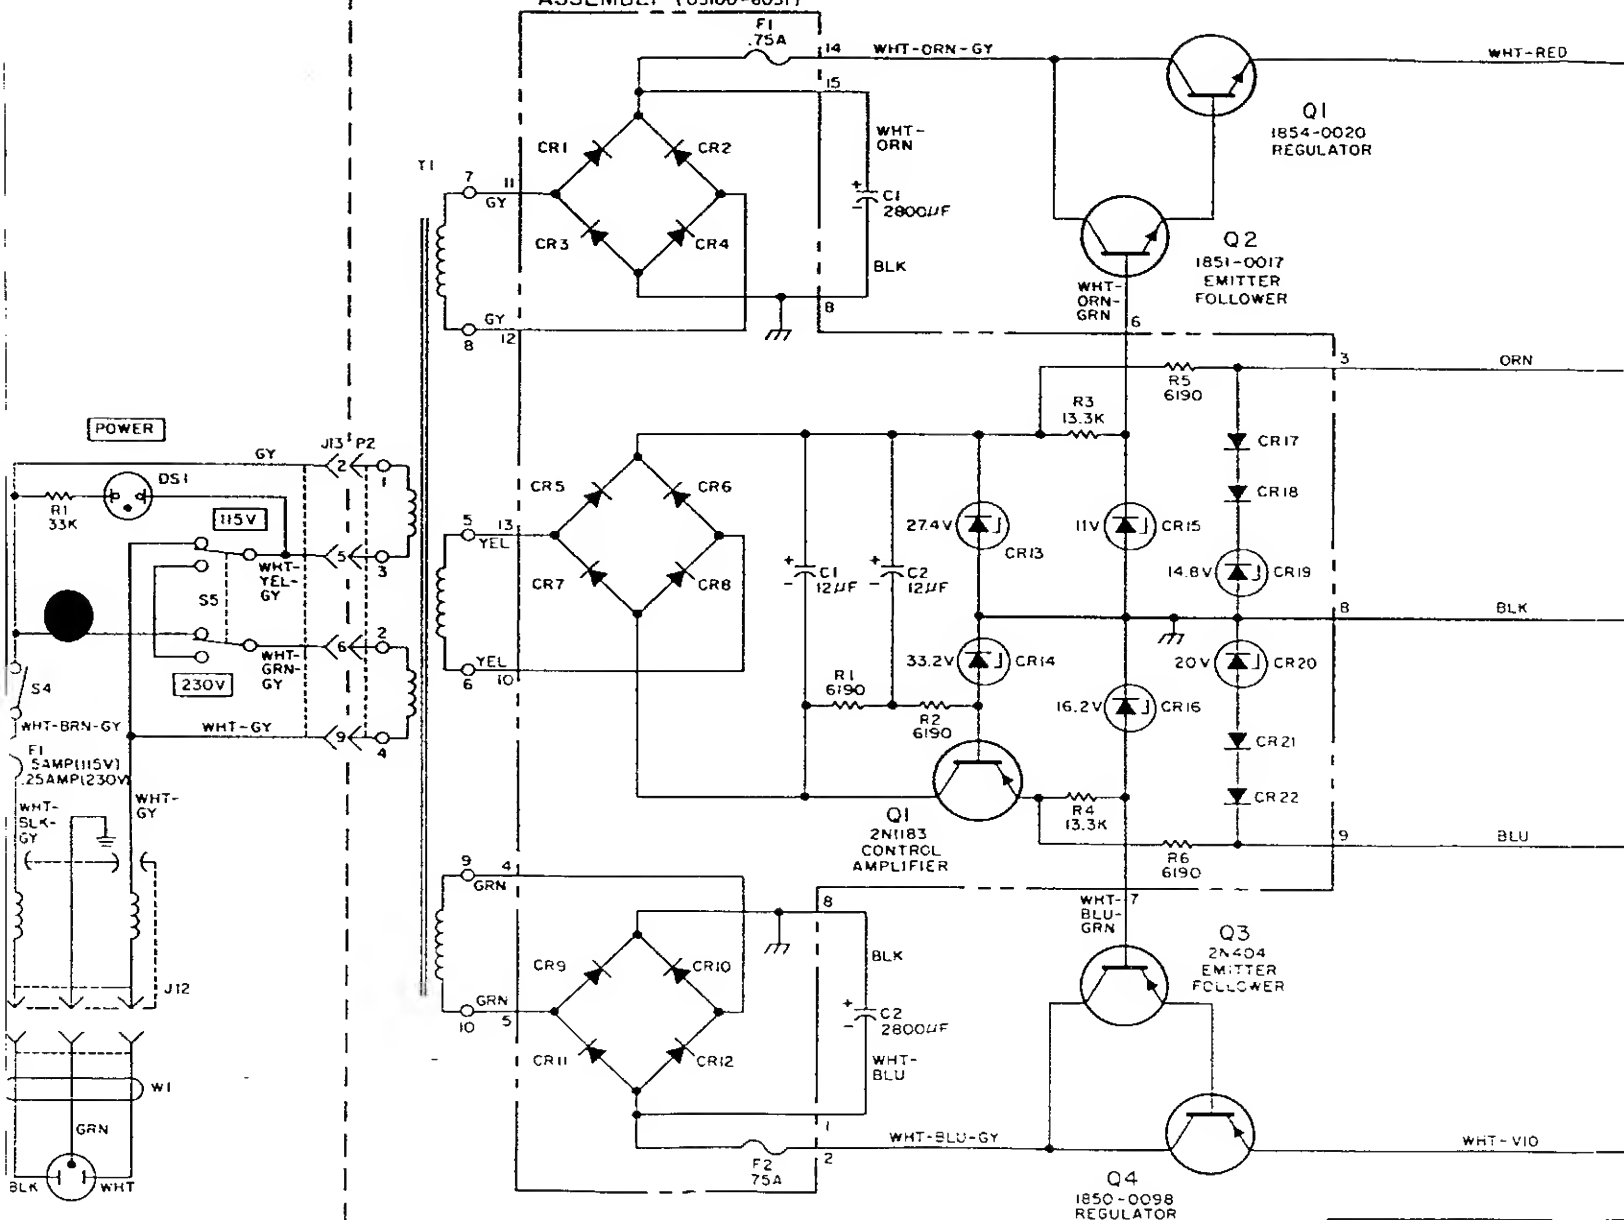 ASSEMBLY (05100-6051)
F1
.75A
14
WHT-ORN-GY
WHT-RED
15
WHT-
ORN
Q1
1854-0020
REGULATOR
CR1
CR2
T1
7
11
GY
+
-
C1
2800UF
CR3
CR4
BLK
Q2
1851-0017
EMITTER
FOLLOWER
WHT-
ORN-
GRN
8
GY
12
8
6
3
ORN
R5
6190
R3
13.3K
POWER
J13
P2
GY
2
1
DS1
R1
33K
115V
5
3
WHT-
YEL-
GY
S5
2
6
WHT-
GRN-
GY
230V
S4
WHT-BRN-GY
WHT-GY
9
4
F1
.5AMP(115V)
.25AMP(230V)
WHT-
BLK-
GY
WHT-
GY
CR5
CR6
5
13
YEL
CR7
CR8
YEL
6
10
+
-
C1
12UF
+
-
C2
12UF
27.4V
CR13
11V
CR15
CR17
CR18
14.8V
CR19
8
BLK
33.2V
CR14
20V
CR20
16.2V
CR16
R1
6190
R2
6190
CR21
CR22
Q1
2N1183
CONTROL
AMPLIFIER
R4
13.3K
R6
6190
9
BLU
9
4
GRN
8
WHT-
BLU-
GRN
7
BLK
Q3
2N404
EMITTER
FOLLOWER
CR9
CR10
GRN
10
5
+
-
C2
2800UF
CR11
CR12
WHT-
BLU
J12
W1
GRN
BLK
WHT
1
WHT-BLU-GY
2
F2
.75A
WHT-VIO
Q4
1850-0098
REGULATOR